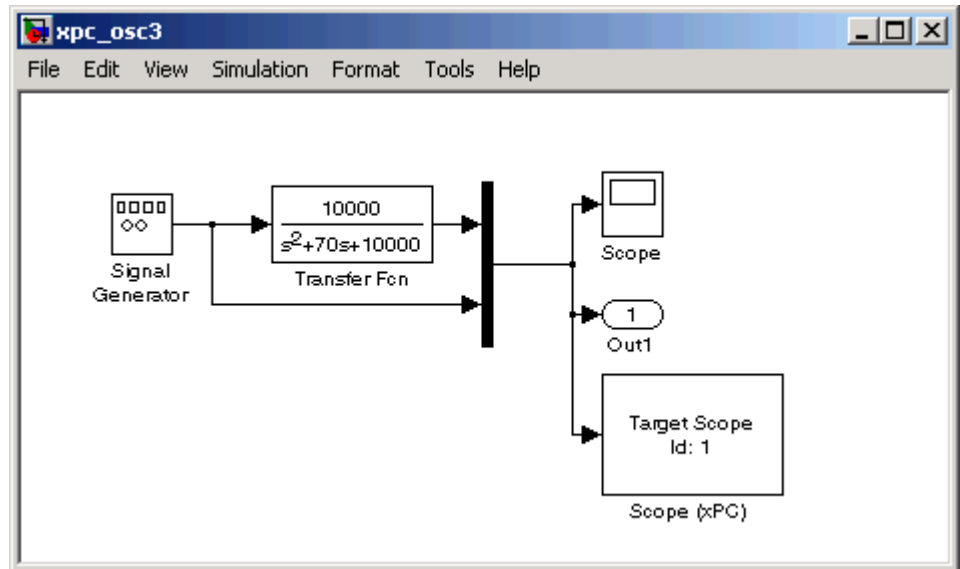 xpc_osc3
File Edit View Simulation Format Tools Help
10000
s²+70s+10000
Transfer Fcn
Signal
Generator
Scope
1
Out1
Target Scope
Id: 1
Scope (xPC)